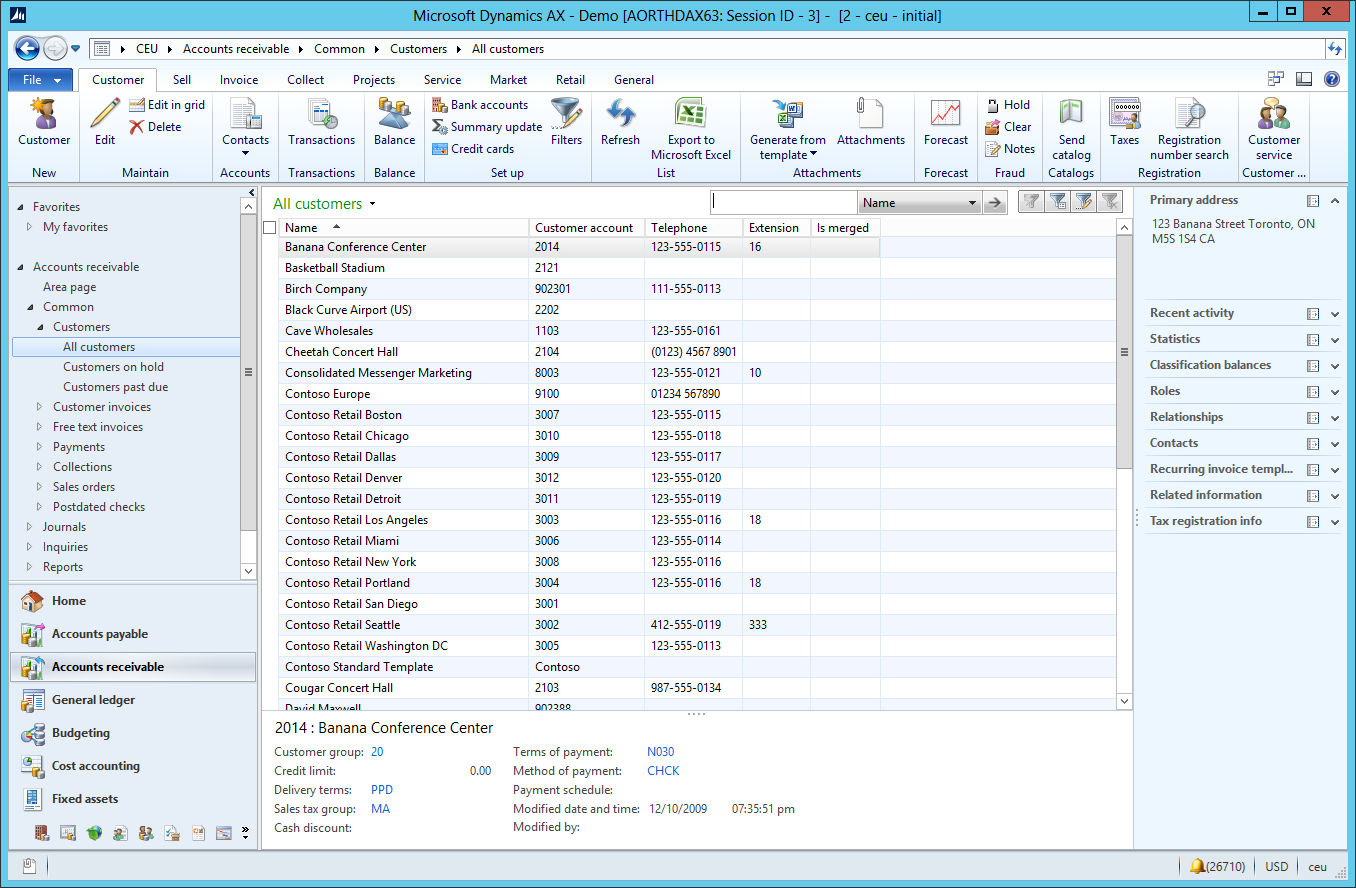 Microsoft Dynamics AX - Demo [AORTHDAX63: Session ID - 3] - [2 - ceu - initial]
CEU Accounts receivable Common Customers All customers
File Customer Sell Invoice Collect Projects Service Market Retail General
Customer
New
Edit
Edit in grid
Delete
Maintain
Contacts
Accounts
Transactions
Transactions
Balance
Balance
Bank accounts
Summary update
Credit cards
Filters
Set up
Refresh
Export to
Microsoft Excel
List
Generate from
template
Attachments
Attachments
Forecast
Forecast
Hold
Clear
Notes
Fraud
Send
catalog
Catalogs
Taxes
Registration
number search
Registration
Customer
service
Customer ...
Favorites
My favorites
Accounts receivable
Area page
Common
Customers
All customers
Customers on hold
Customers past due
Customer invoices
Free text invoices
Payments
Collections
Sales orders
Postdated checks
Journals
Inquiries
Reports
Home
Accounts payable
Accounts receivable
General ledger
Budgeting
Cost accounting
Fixed assets
All customers
Name
Name Customer account Telephone Extension Is merged
Banana Conference Center 2014 123-555-0115 16
Basketball Stadium 2121
Birch Company 902301 111-555-0113
Black Curve Airport (US) 2202
Cave Wholesales 1103 123-555-0161
Cheetah Concert Hall 2104 (0123) 4567 8901
Consolidated Messenger Marketing 8003 123-555-0121 10
Contoso Europe 9100 01234 567890
Contoso Retail Boston 3007 123-555-0115
Contoso Retail Chicago 3010 123-555-0118
Contoso Retail Dallas 3009 123-555-0117
Contoso Retail Denver 3012 123-555-0120
Contoso Retail Detroit 3011 123-555-0119
Contoso Retail Los Angeles 3003 123-555-0116 18
Contoso Retail Miami 3006 123-555-0114
Contoso Retail New York 3008 123-555-0116
Contoso Retail Portland 3004 123-555-0116 18
Contoso Retail San Diego 3001
Contoso Retail Seattle 3002 412-555-0119 333
Contoso Retail Washington DC 3005 123-555-0113
Contoso Standard Template Contoso
Cougar Concert Hall 2103 987-555-0134
David Maxwell 902388
2014 : Banana Conference Center
Customer group: 20 Terms of payment: N030
Credit limit: 0.00 Method of payment: CHCK
Delivery terms: PPD Payment schedule:
Sales tax group: MA Modified date and time: 12/10/2009 07:35:51 pm
Cash discount: Modified by:
Primary address
123 Banana Street Toronto, ON
M5S 1S4 CA
Recent activity
Statistics
Classification balances
Roles
Relationships
Contacts
Recurring invoice templ...
Related information
Tax registration info
(26710) USD ceu